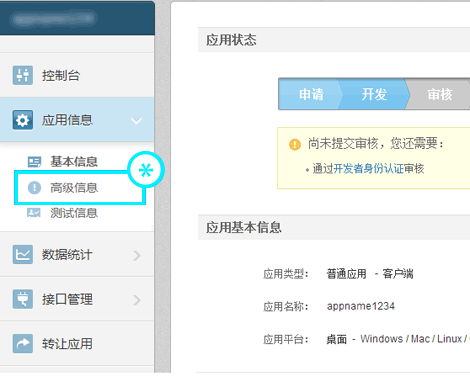 appname1234
控制台
应用信息
基本信息
高级信息
测试信息
数据统计
接口管理
转让应用
应用状态
申请 开发 审核
尚未提交审核，您还需要：
• 通过开发者身份认证审核
应用基本信息
应用类型： 普通应用 - 客户端
应用名称： appname1234
应用平台： 桌面 - Windows / Mac / Linux /